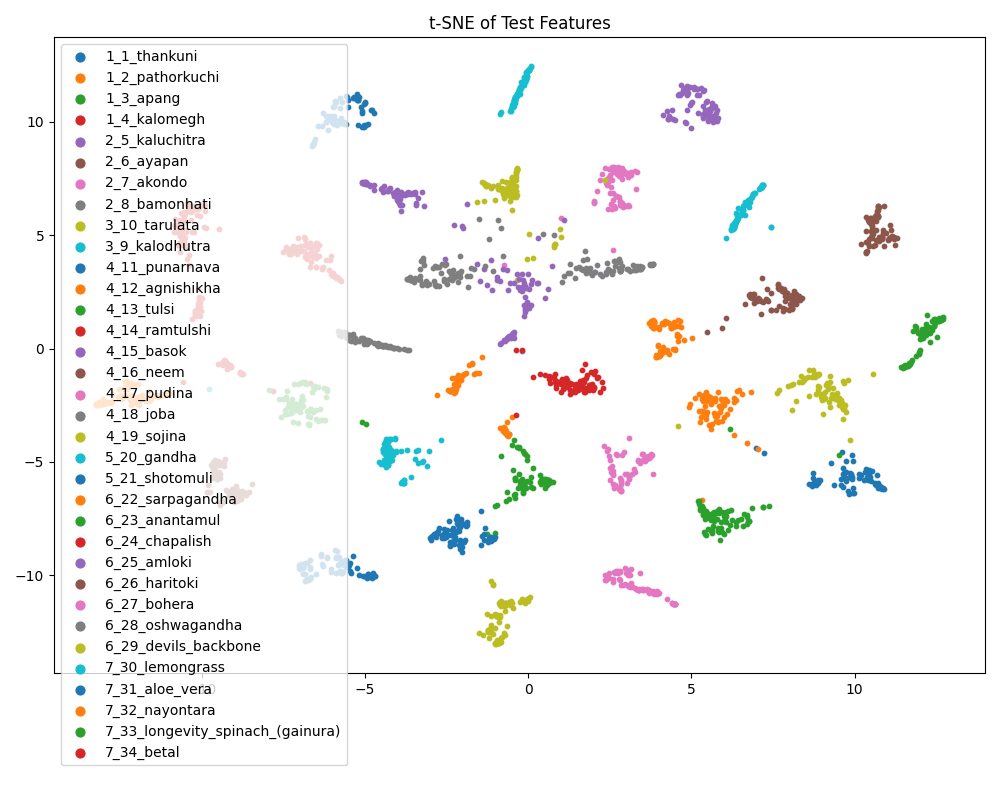 t-SNE of Test Features
1_1_thankuni
1_2_pathorkuchi
1_3_apang
1_4_kalomegh
2_5_kaluchitra
2_6_ayapan
2_7_akondo
2_8_bamonhati
3_10_tarulata
3_9_kalodhutra
4_11_punarnava
4_12_agnishikha
4_13_tulsi
4_14_ramtulshi
4_15_basok
4_16_neem
4_17_pudina
4_18_joba
4_19_sojina
5_20_gandha
5_21_shotomuli
6_22_sarpagandha
6_23_anantamul
6_24_chapalish
6_25_amloki
6_26_haritoki
6_27_bohera
6_28_oshwagandha
6_29_devils_backbone
7_30_lemongrass
7_31_aloe_vera
7_32_nayontara
7_33_longevity_spinach_(gainura)
7_34_betal
10
5
0
−5
−10
−5
0
5
10